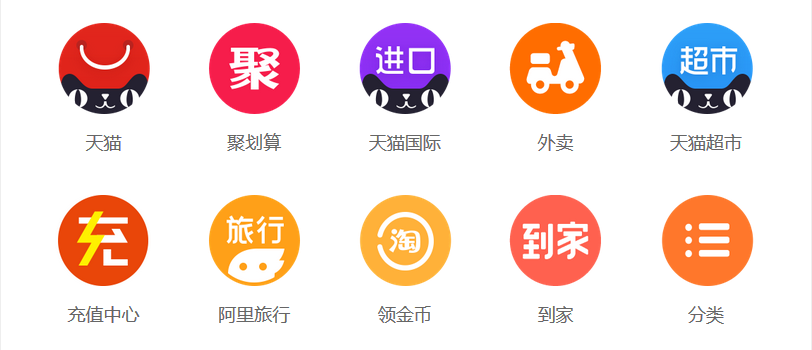 聚
进口
超市
天猫
聚划算
天猫国际
外卖
天猫超市
充
旅行
淘
到家
充值中心
阿里旅行
领金币
到家
分类